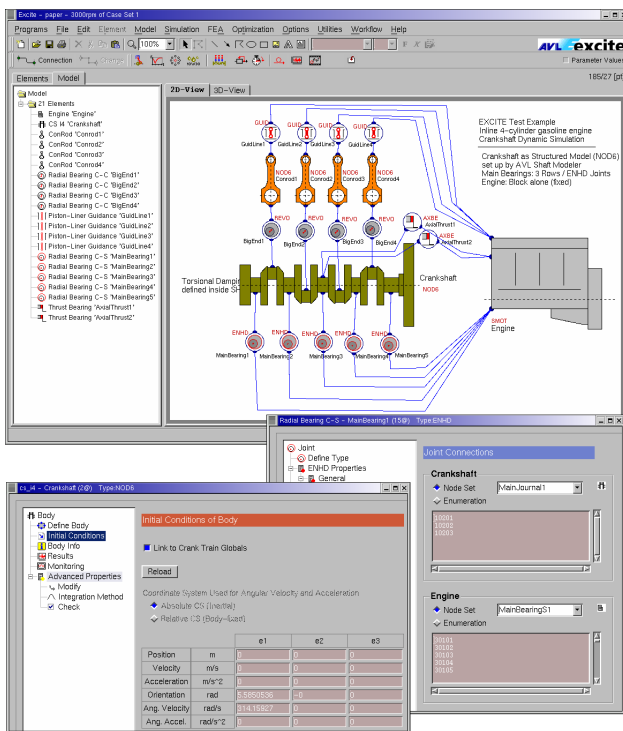 Excite - paper - 3000rpm of Case Set 1
Programs File Edit Element Model Simulation FEA Optimization Options Utilities Workflow Help
100%
AVL excite
Connection Change
Parameter Values
Elements Model
185/27 [pt
2D-View 3D-View
Model
21 Elements
Engine 'Engine'
CS I4 'Crankshaft'
ConRod 'Conrod1'
ConRod 'Conrod2'
ConRod 'Conrod3'
ConRod 'Conrod4'
Radial Bearing C-C 'BigEnd1'
Radial Bearing C-C 'BigEnd2'
Radial Bearing C-C 'BigEnd3'
Radial Bearing C-C 'BigEnd4'
Piston-Liner Guidance 'GuidLine1'
Piston-Liner Guidance 'GuidLine2'
Piston-Liner Guidance 'GuidLine3'
Piston-Liner Guidance 'GuidLine4'
Radial Bearing C-S 'MainBearing1'
Radial Bearing C-S 'MainBearing2'
Radial Bearing C-S 'MainBearing3'
Radial Bearing C-S 'MainBearing4'
Radial Bearing C-S 'MainBearing5'
Thrust Bearing 'AxialThrust1'
Thrust Bearing 'AxialThrust2'
GUID GUID GUID GUID
GuidLine1 GuidLine2 GuidLine3 GuidLine4
EXCITE Test Example
Inline 4-cylinder gasoline engine
Crankshaft Dynamic Simulation
Crankshaft as Structured Model (NOD6)
set up by AVL Shaft Modeler
Main Bearings: 3 Rows / ENHD Joints
Engine: Block alone (fixed)
NOD6 NOD6 NOD6 NOD6
Conrod1 Conrod2 Conrod3 Conrod4
REVO REVO REVO REVO
BigEnd1 BigEnd2 BigEnd3 BigEnd4
AXBE
AxialThrust1
AXBE
AxialThrust2
Torsional Dampi
defined inside SH
Crankshaft
NOD6
SMOT
Engine
ENHD ENHD ENHD ENHD ENHD
MainBearing1 MainBearing2 MainBearing3 MainBearing4 MainBearing5
Radial Bearing C-S - MainBearing1 (15@) Type:ENHD
Joint
Define Type
ENHD Properties
General
Joint Connections
Crankshaft
Node Set MainJournal1
Enumeration
10201
10202
10203
Engine
Node Set MainBearingS1
Enumeration
30101
30102
30103
30104
30105
cs_i4 - Crankshaft (2@) Type:NOD6
Body
Define Body
Initial Conditions
Body Info
Results
Monitoring
Advanced Properties
Modify
Integration Method
Check
Initial Conditions of Body
Link to Crank Train Globals
Reload
Coordinate System Used for Angular Velocity and Acceleration
Absolute CS (Inertial)
Relative CS (Body-fixed)
e1 e2 e3
Position m 0 0 0
Velocity m/s 0 0 0
Acceleration m/s^2 0 0 0
Orientation rad 5.5850536 -0 0
Ang. Velocity rad/s 314.15927 0 0
Ang. Accel. rad/s^2 0 0 0